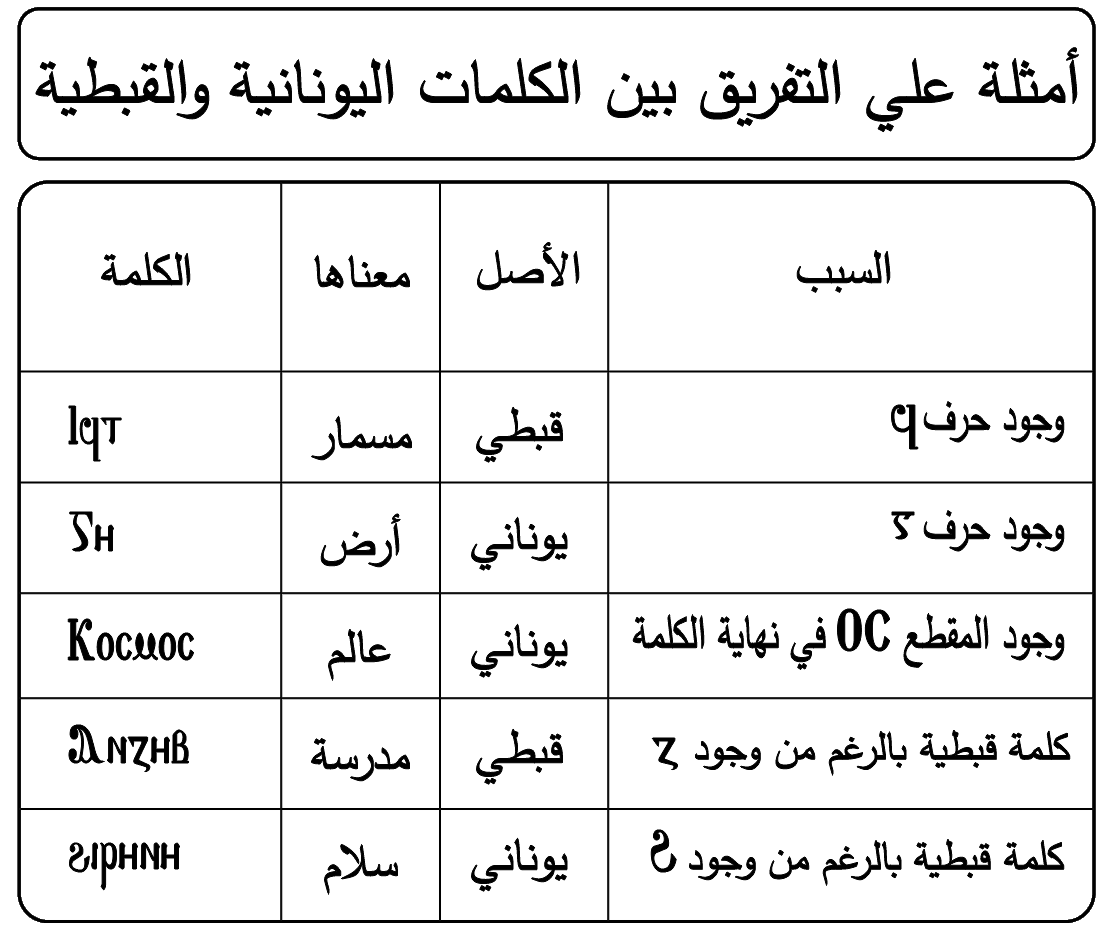 أمثلة علي التفريق بين الكلمات اليونانية والقبطية
الكلمة معناها الأصل السبب
Ⲓϥⲧ مسمار قبطي وجود حرف ϥ
Ⲅⲏ أرض يوناني وجود حرف ⲅ
Ⲕⲟⲥⲙⲟⲥ عالم يوناني وجود المقطع ⲞⲤ في نهاية الكلمة
Ⲁⲛⲍⲏⲃ مدرسة قبطي كلمة قبطية بالرغم من وجود ⲍ
ϩⲓⲣⲏⲛⲏ سلام يوناني كلمة قبطية بالرغم من وجود Ϩ